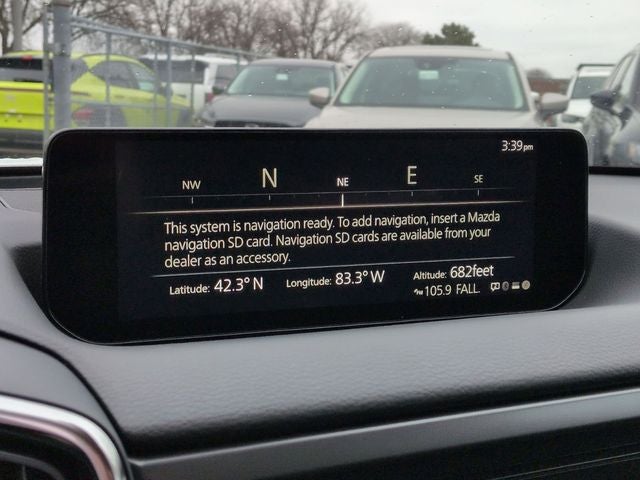 3:39pm
NW N NE E SE
This system is navigation ready. To add navigation, insert a Mazda
navigation SD card. Navigation SD cards are available from your
dealer as an accessory.
Latitude: 42.3° N Longitude: 83.3° W Altitude: 682feet
105.9 FALL